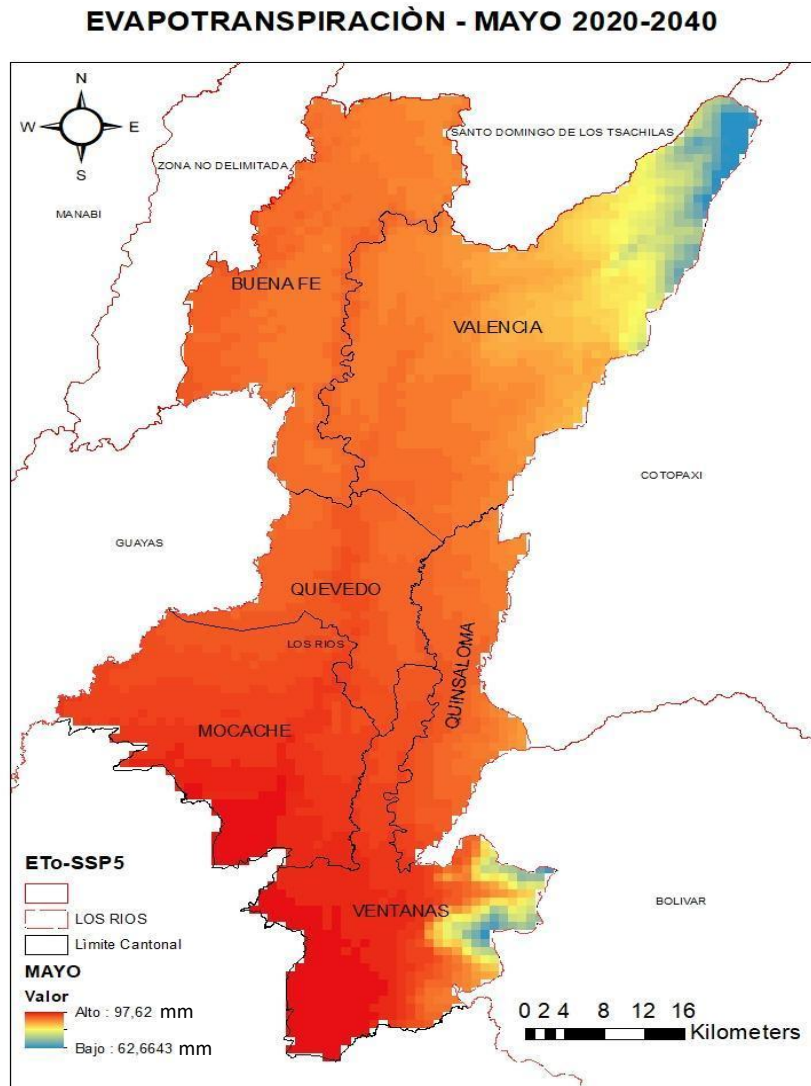 EVAPOTRANSPIRACIÒN - MAYO 2020-2040
N
W E
S
SANTO DOMINGO DE LOS TSACHILAS
ZONA NO DELIMITADA
MANABI
BUENA FE
VALENCIA
COTOPAXI
GUAYAS
QUEVEDO
LOS RIOS
QUINSALOMA
MOCACHE
VENTANAS
BOLIVAR
ETo-SSP5
LOS RIOS
Limite Cantonal
MAYO
Valor
Alto : 97,62 mm
Bajo : 62,6643 mm
0 2 4 8 12 16
Kilometers